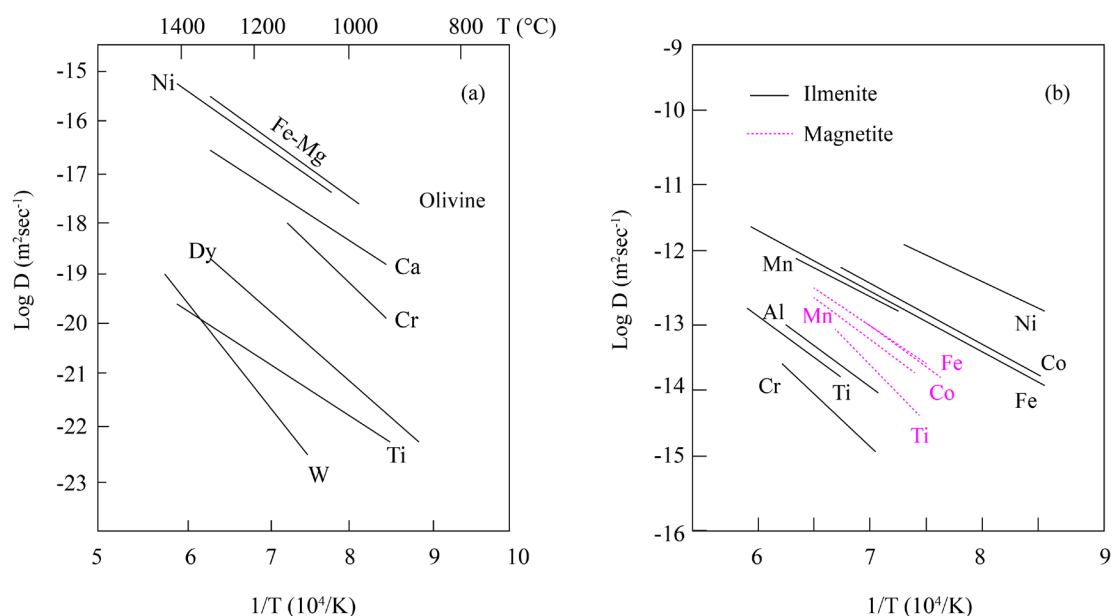 1400 1200 1000 800 T (°C)
-15
-16
-17
-18
-19
-20
-21
-22
-23
Log D (m²sec⁻¹)
(a)
Ni
Fe-Mg
Olivine
Dy
Ca
Cr
Ti
W
5 6 7 8 9 10
1/T (10⁴/K)
-9
-10
-11
-12
-13
-14
-15
-16
Log D (m²sec⁻¹)
(b)
Ilmenite
Magnetite
Mn
Ni
Al
Mn
Fe
Co
Cr
Ti
Co
Fe
Ti
6 7 8 9
1/T (10⁴/K)